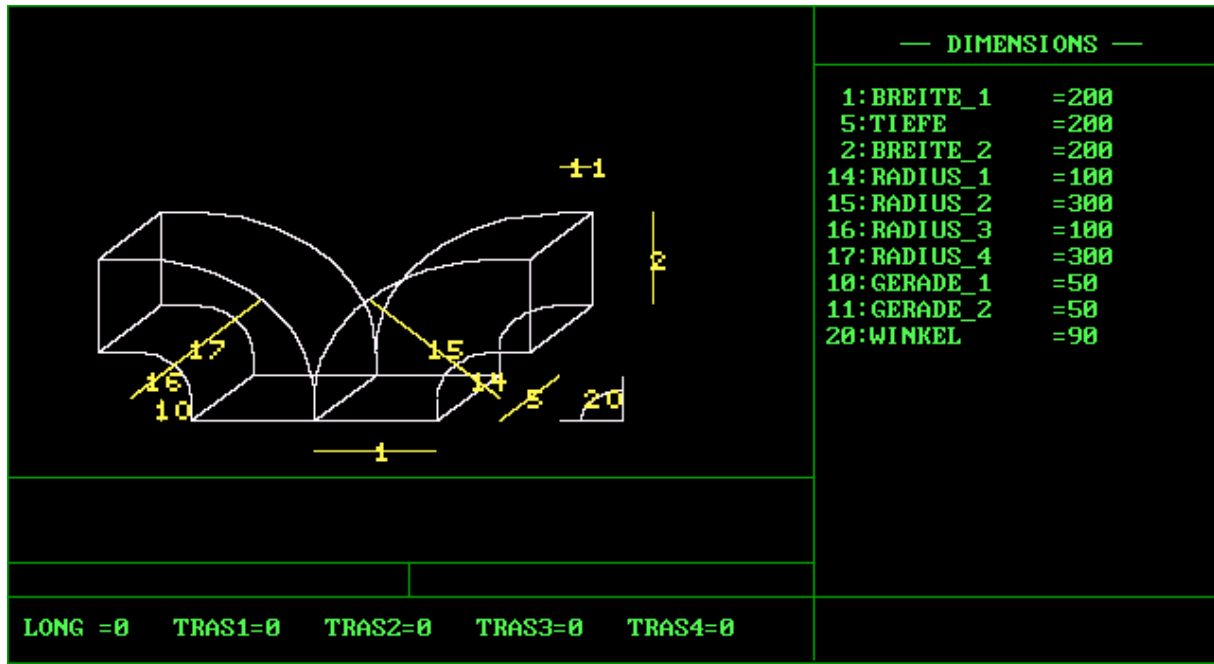 — DIMENSIONS —
1:BREITE_1 =200
5:TIEFE =200
2:BREITE_2 =200
14:RADIUS_1 =100
15:RADIUS_2 =300
16:RADIUS_3 =100
17:RADIUS_4 =300
10:GERADE_1 =50
11:GERADE_2 =50
20:WINKEL =90
11
2
17
15
16
14
10
5
20
1
LONG =0 TRAS1=0 TRAS2=0 TRAS3=0 TRAS4=0